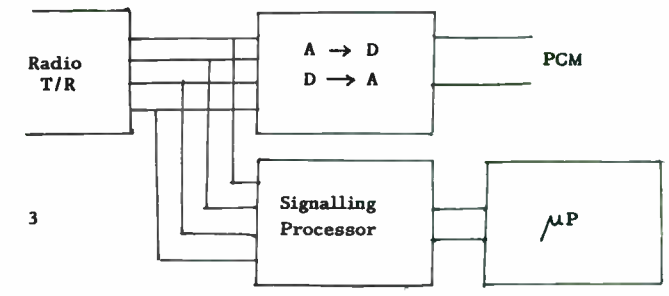 Radio
T/R
A → D
D → A
PCM
3
Signalling
Processor
μP